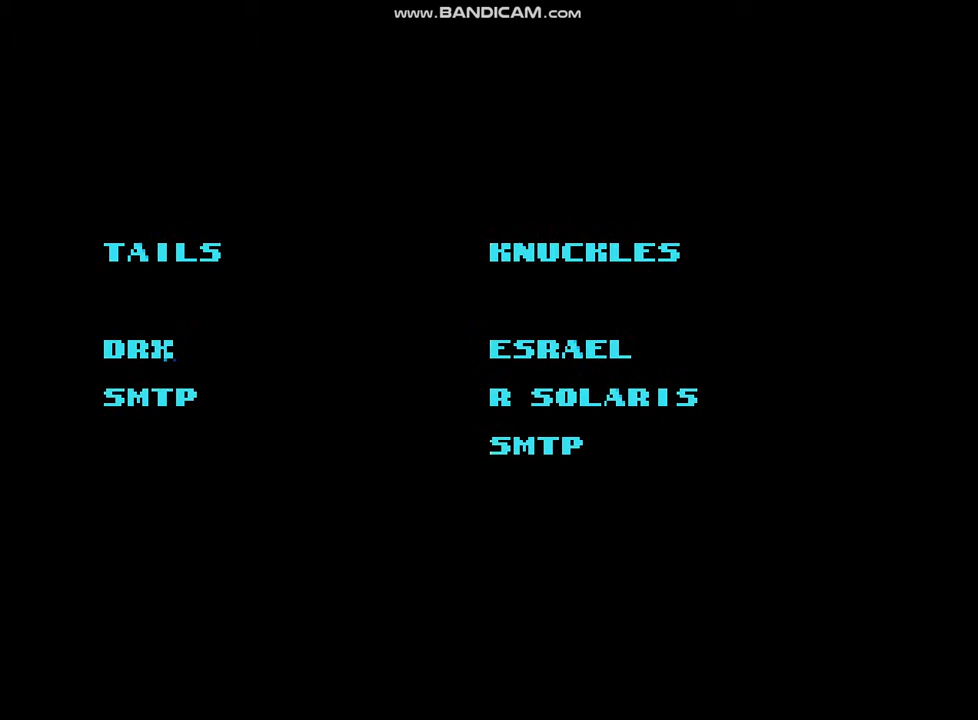 www.BANDICAM.com
TAILS
KNUCKLES
DRX
ESRAEL
SMTP
R SOLARIS
SMTP